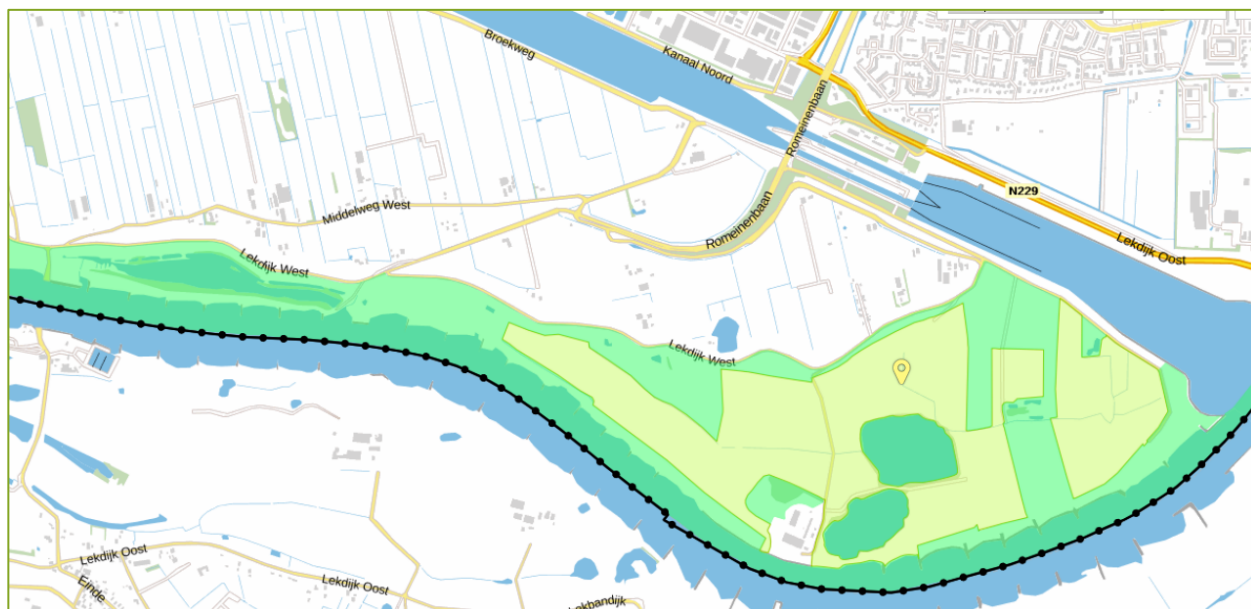 Broekweg
Kanaal Noord
Romeinenbaan
N229
Middelweg West
Romeinenbaan
Lekdijk Oost
Lekdijk West
Lekdijk West
Lekdijk Oost
Einde
Lekdijk Oost